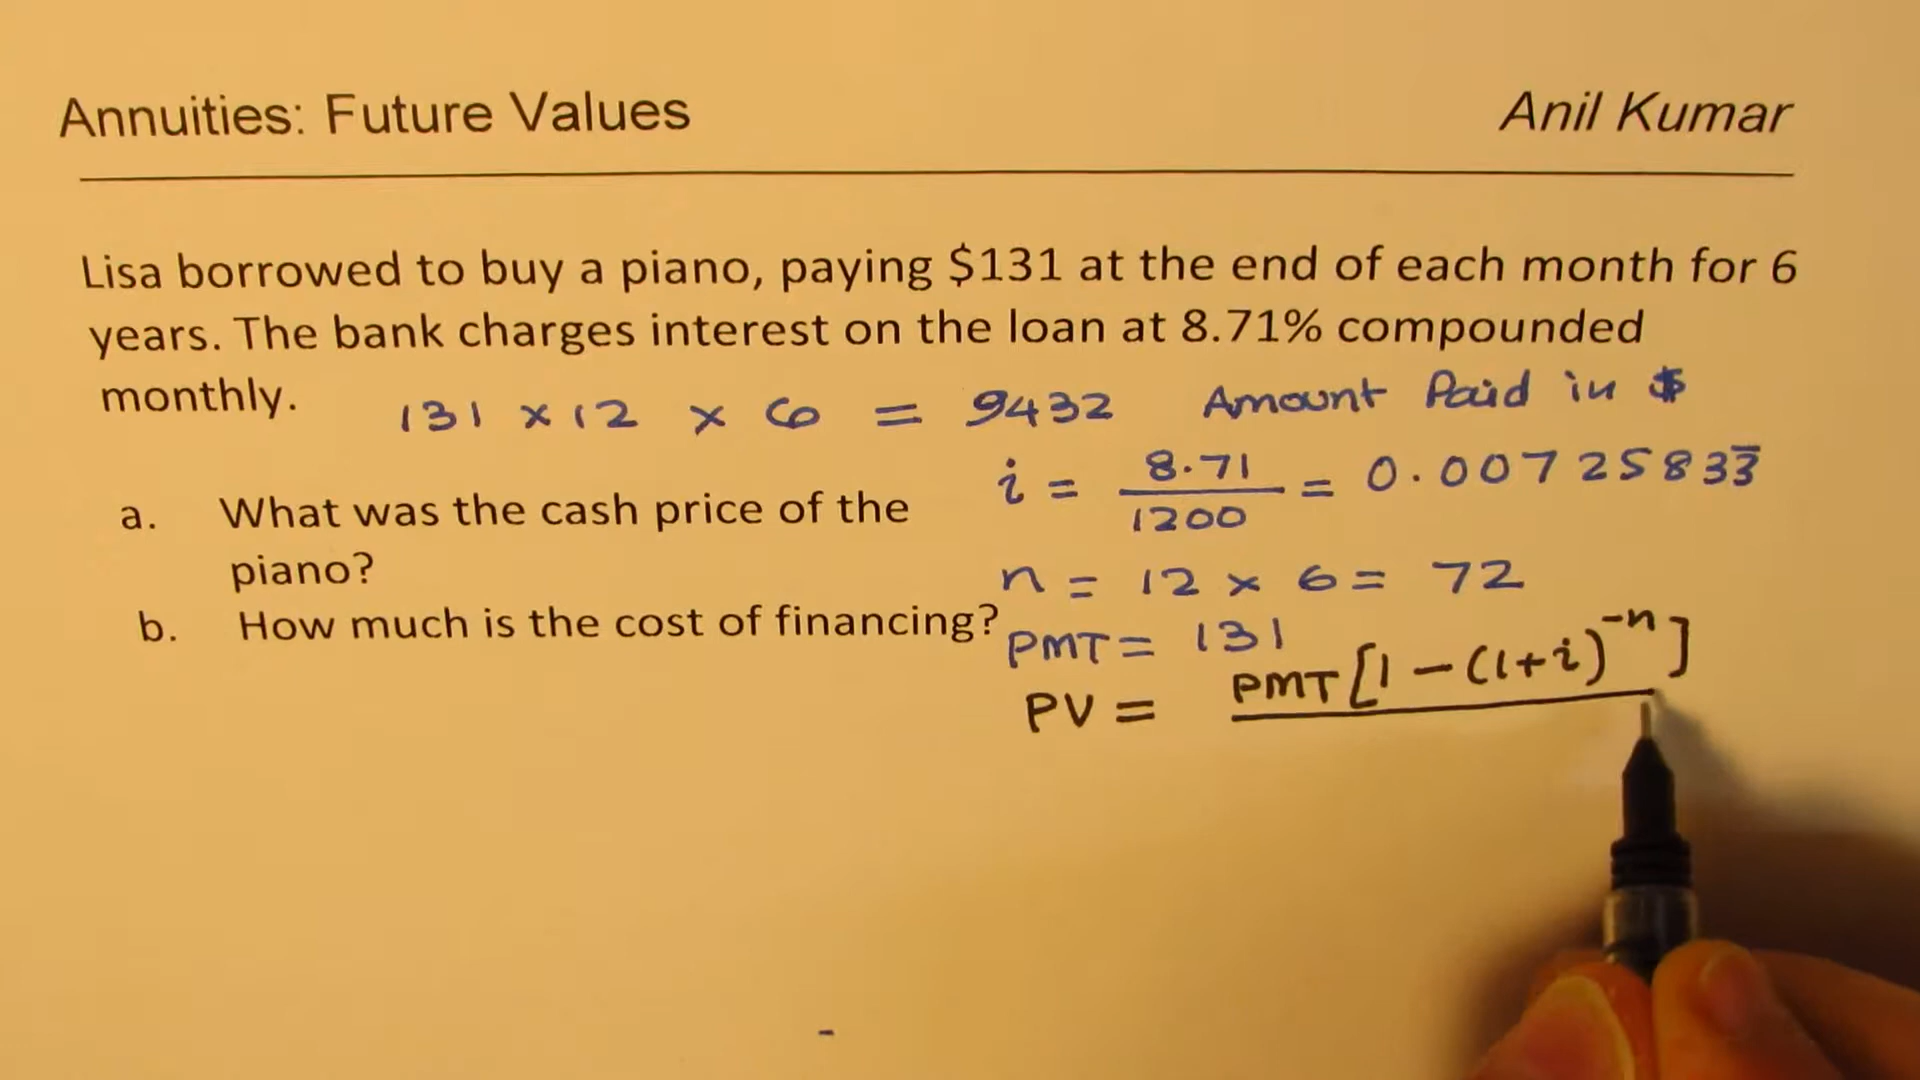 Annuities: Future Values
Anil Kumar
Lisa borrowed to buy a piano, paying $131 at the end of each month for 6
years. The bank charges interest on the loan at 8.71% compounded
monthly.
131 × 12 × 6 = 9432 Amount Paid in $
a. What was the cash price of the
piano?
b. How much is the cost of financing?
i = 8.71/1200 = 0.00725833̅
n = 12 × 6 = 72
PMT = 131
PV = PMT[1 - (1+i)^-n]